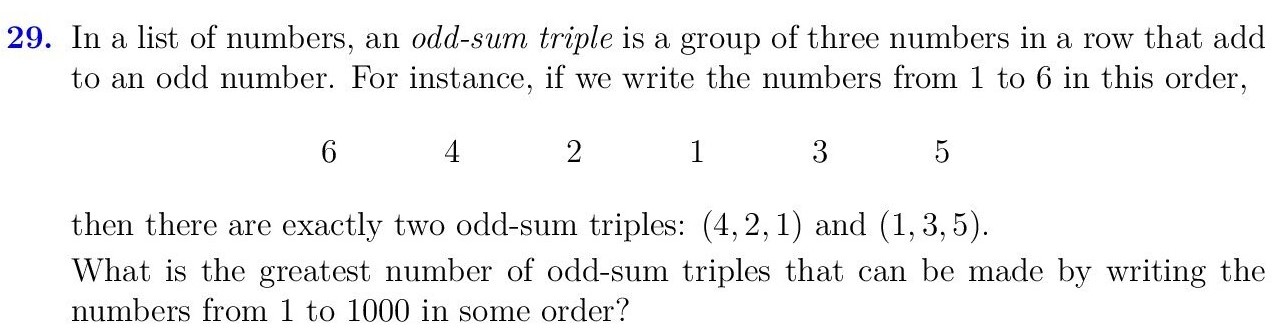 29. In a list of numbers, an odd-sum triple is a group of three numbers in a row that add
to an odd number. For instance, if we write the numbers from 1 to 6 in this order,
6 4 2 1 3 5
then there are exactly two odd-sum triples: (4, 2, 1) and (1, 3, 5).
What is the greatest number of odd-sum triples that can be made by writing the
numbers from 1 to 1000 in some order?